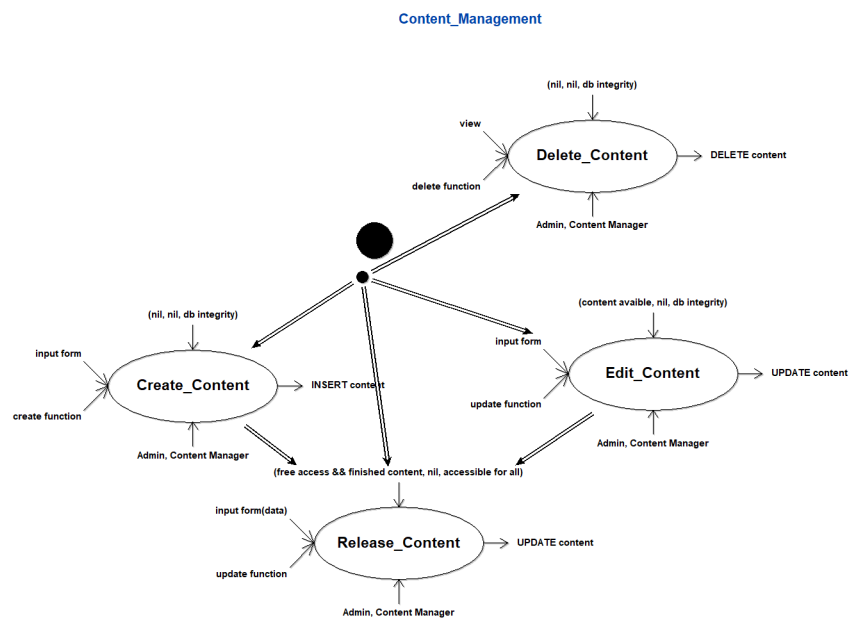 Content_Management
(nil, nil, db integrity)
view
Delete_Content
DELETE content
delete function
Admin, Content Manager
(content avaible, nil, db integrity)
(nil, nil, db integrity)
input form
input form
Edit_Content
UPDATE content
Create_Content
INSERT content
update function
create function
Admin, Content Manager
Admin, Content Manager
(free access && finished content, nil, accessible for all)
input form(data)
Release_Content
UPDATE content
update function
Admin, Content Manager